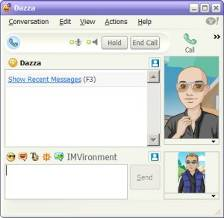 Dazza
Conversation Edit View Actions Help
Hold End Call Call
Dazza
Show Recent Messages (F3)
IMVironment
Send